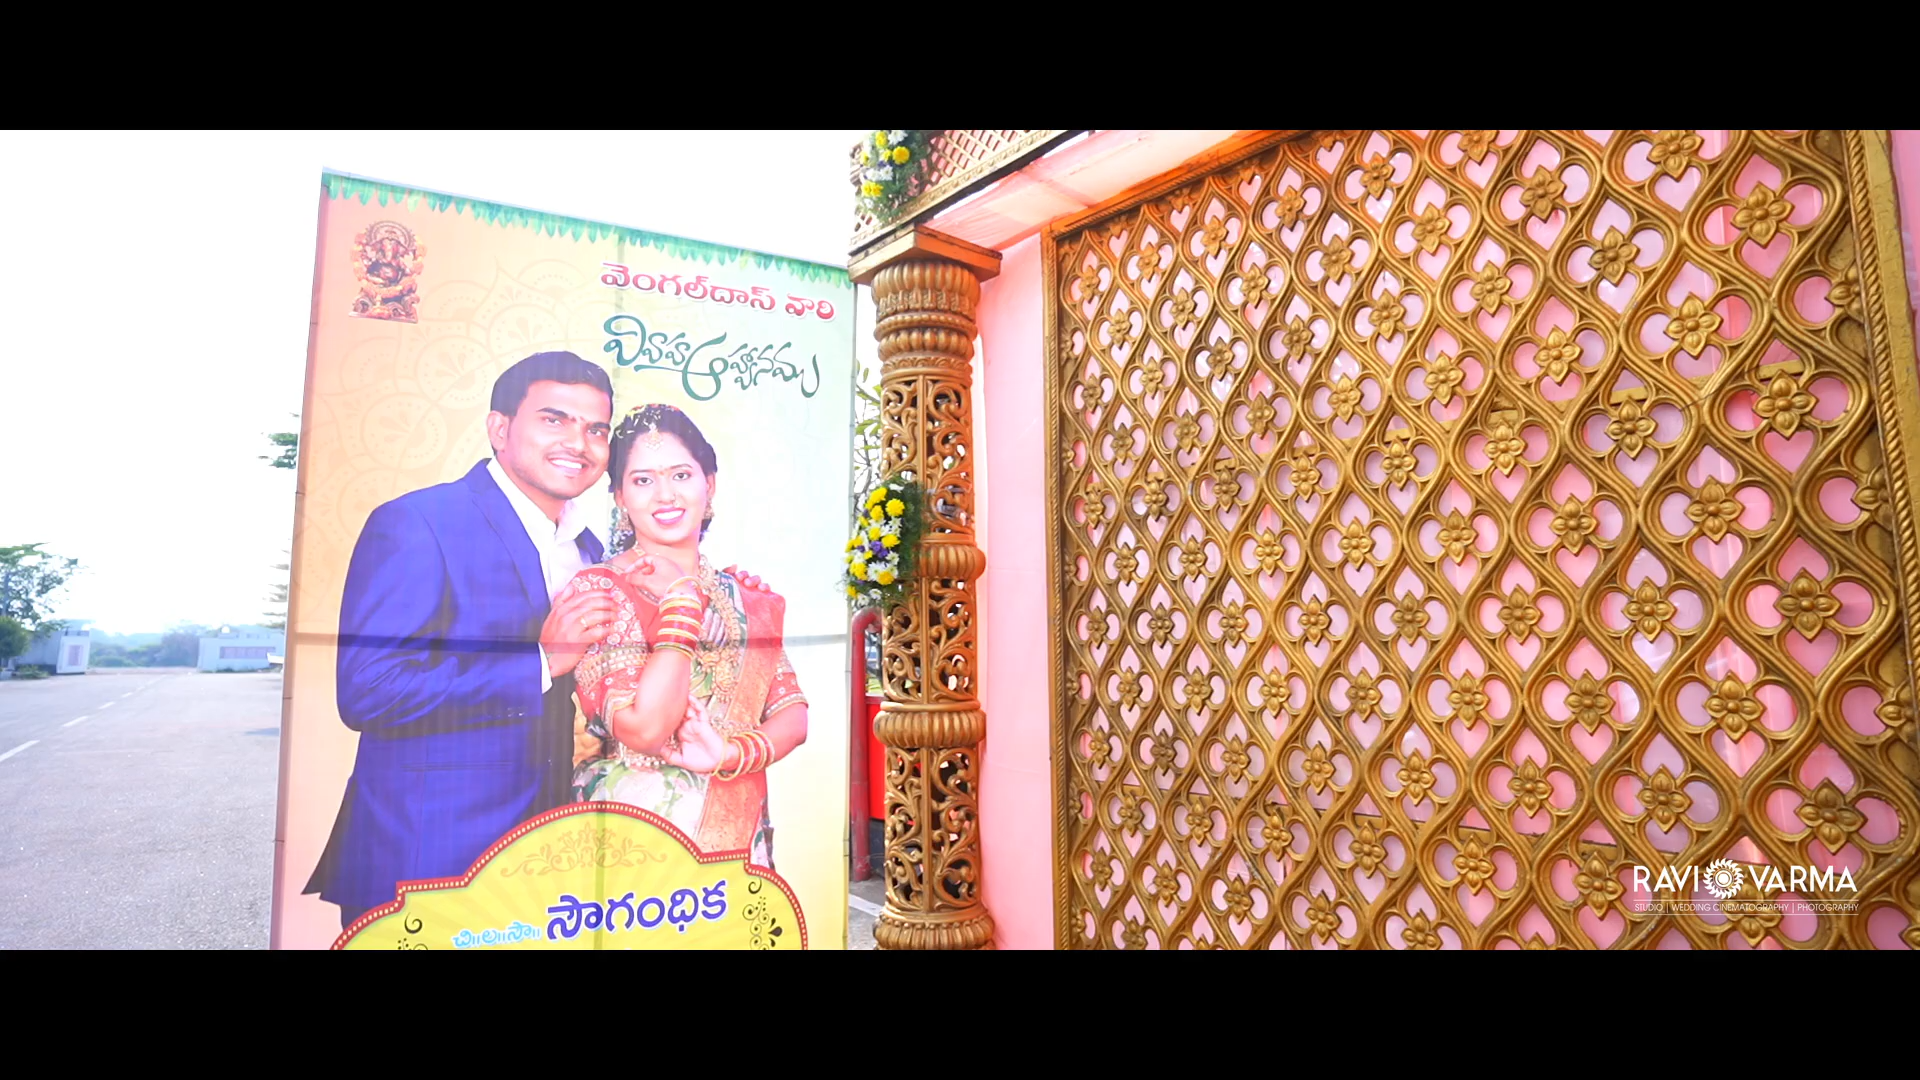 వెంగల్‌దాస్ వారి
వివాహ ఆహ్వానము
చి||ల||సౌ|| సౌగంధిక
RAVI VARMA
STUDIO | WEDDING CINEMATOGRAPHY | PHOTOGRAPHY